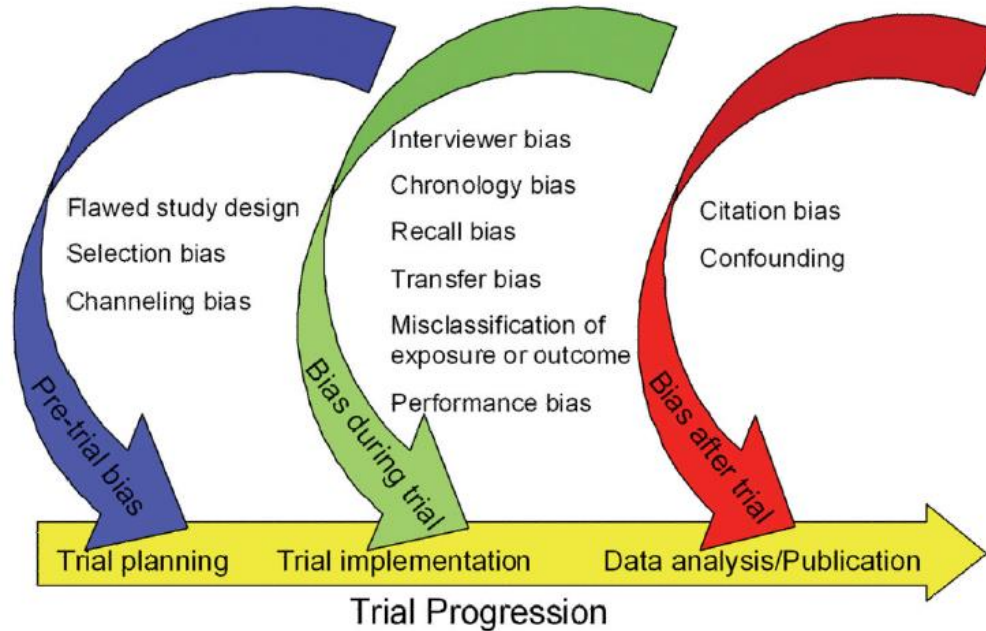 Flawed study design
Selection bias
Channeling bias
Pre-trial bias
Interviewer bias
Chronology bias
Recall bias
Transfer bias
Misclassification of
exposure or outcome
Performance bias
Bias during trial
Citation bias
Confounding
Bias after trial
Trial planning
Trial implementation
Data analysis/Publication
Trial Progression